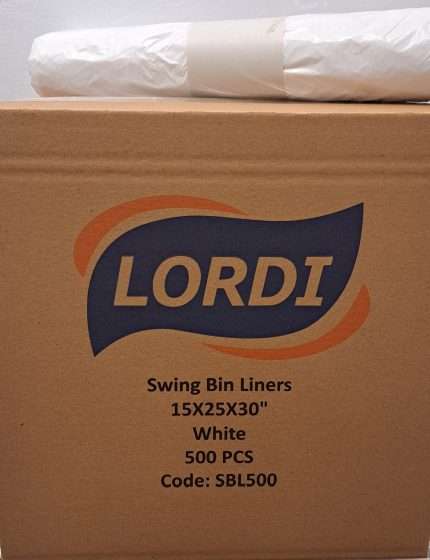 LORDI
Swing Bin Liners
15X25X30"
White
500 PCS
Code: SBL500